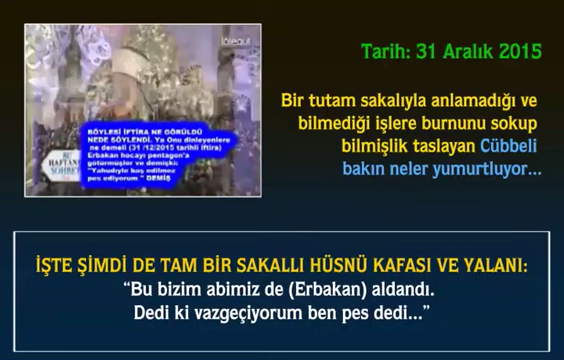 lâlegül
Tarih: 31 Aralık 2015
Bir tutam sakalıyla anlamadığı ve
bilmediği işlere burnunu sokup
bilmişlik taslayan Cübbeli
bakın neler yumurtluyor...
BÖYLESİ İFTİRA NE GÖRÜLDÜ
NEDE SÖYLENDİ. Ya Onu dinleyenlere
ne demeli (31 /12/2015 tarihli iftira)
Erbakan hocayı pentagon'a
götürmüşler ve demişki:
"Yahudiyle baş edilmez
pes ediyorum " DEMİŞ
BU
HAFTANIN
SOHBETİ
İŞTE ŞİMDİ DE TAM BİR SAKALLI HÜSNÜ KAFASI VE YALANI:
“Bu bizim abimiz de (Erbakan) aldandı.
Dedi ki vazgeçiyorum ben pes dedi...”